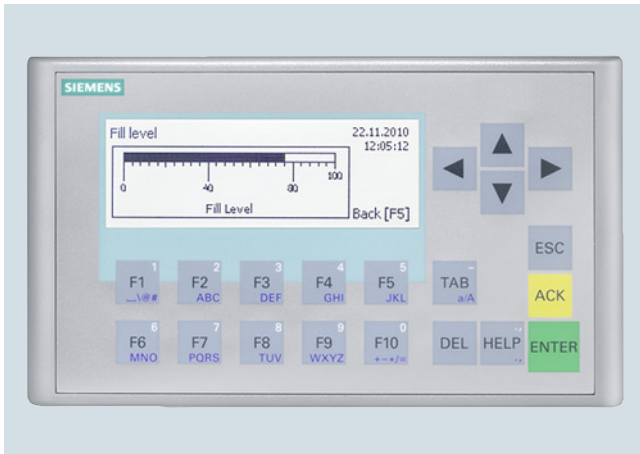 SIEMENS
Fill level 22.11.2010
12:05:12
0 40 80 100
Fill Level
Back [F5]
ESC
1 2 3 4 5 –
F1 F2 F3 F4 F5 TAB
_\@# ABC DEF GHI JKL a/A
ACK
6 7 8 9 0
F6 F7 F8 F9 F10 DEL HELP ENTER
MNO PQRS TUV WXYZ +-*/=